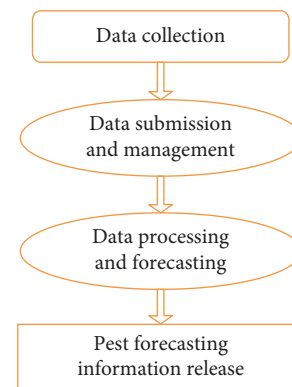 Data collection
Data submission
and management
Data processing
and forecasting
Pest forecasting
information release